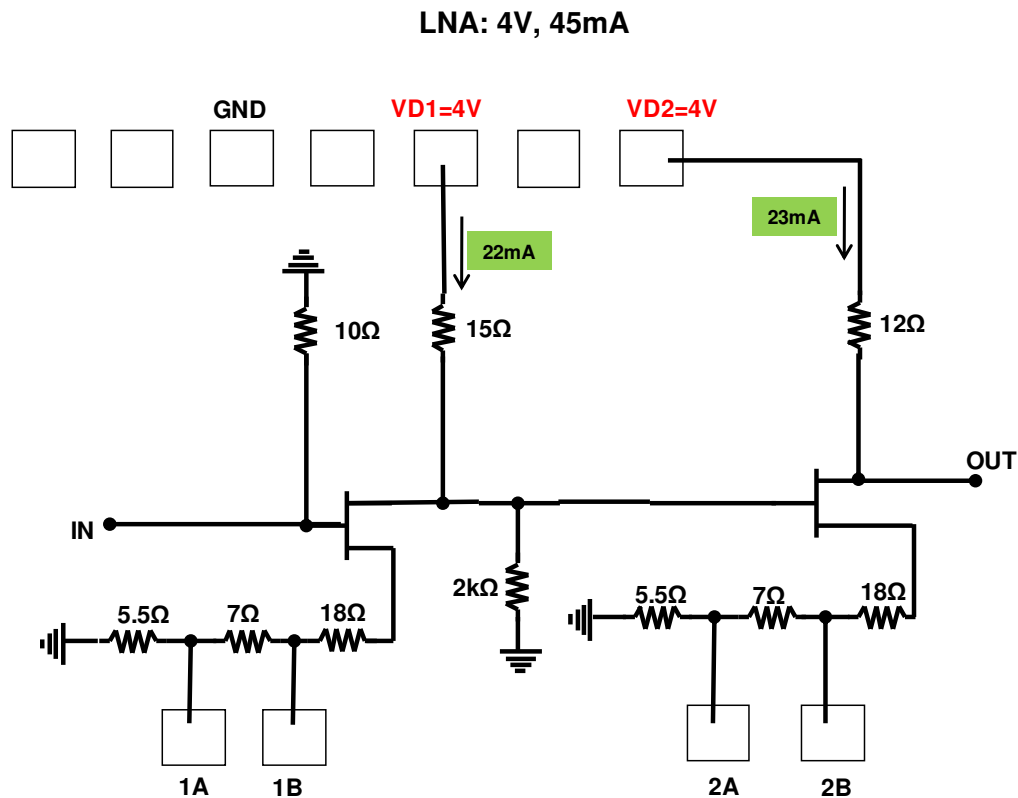 LNA: 4V, 45mA
GND
VD1=4V
VD2=4V
22mA
23mA
10Ω
15Ω
12Ω
IN
OUT
2kΩ
5.5Ω
7Ω
18Ω
5.5Ω
7Ω
18Ω
1A
1B
2A
2B